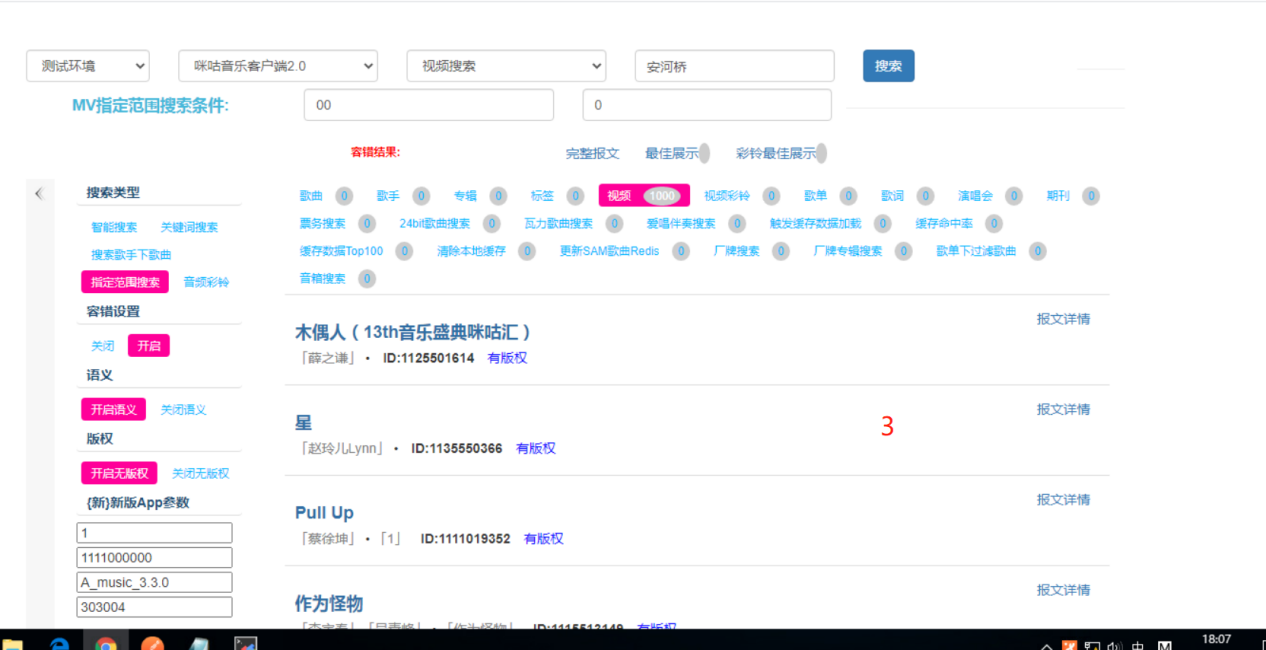 测试环境 咪咕音乐客户端2.0 视频搜索 安河桥 搜索
MV指定范围搜索条件: 00 0
容错结果: 完整报文 最佳展示 彩铃最佳展示
搜索类型
智能搜索 关键词搜索
搜索歌手下歌曲
指定范围搜索 音频彩铃
容错设置
关闭 开启
语义
开启语义 关闭语义
版权
开启无版权 关闭无版权
{新}新版App参数
1
1111000000
A_music_3.3.0
303004
歌曲 0 歌手 0 专辑 0 标签 0 视频 1000 视频彩铃 0 歌单 0 歌词 0 演唱会 0 期刊 0
票务搜索 0 24bit歌曲搜索 0 瓦力歌曲搜索 0 爱唱伴奏搜索 0 触发缓存数据加载 0 缓存命中率 0
缓存数据Top100 0 清除本地缓存 0 更新SAM歌曲Redis 0 厂牌搜索 0 厂牌专辑搜索 0 歌单下过滤歌曲 0
音箱搜索 0
木偶人（13th音乐盛典咪咕汇） 报文详情
「薛之谦」 • ID:1125501614 有版权
星 报文详情
3
「赵玲儿Lynn」 • ID:1135550366 有版权
Pull Up 报文详情
「蔡徐坤」 • 「1」 ID:1111019352 有版权
作为怪物 报文详情
ID:1115513149 有版权
中 M 18:07